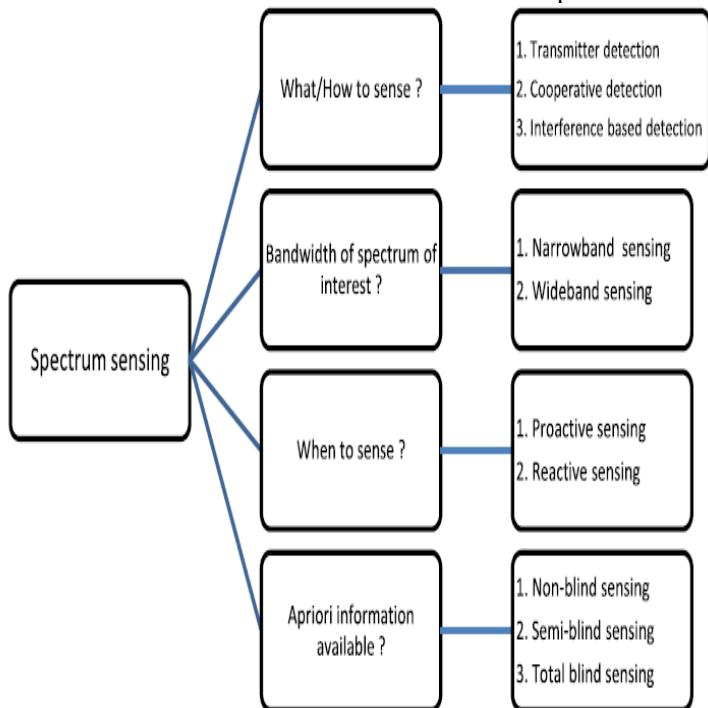 Spectrum sensing
What/How to sense ?
1. Transmitter detection
2. Cooperative detection
3. Interference based detection
Bandwidth of spectrum of
interest ?
1. Narrowband sensing
2. Wideband sensing
When to sense ?
1. Proactive sensing
2. Reactive sensing
Apriori information
available ?
1. Non-blind sensing
2. Semi-blind sensing
3. Total blind sensing